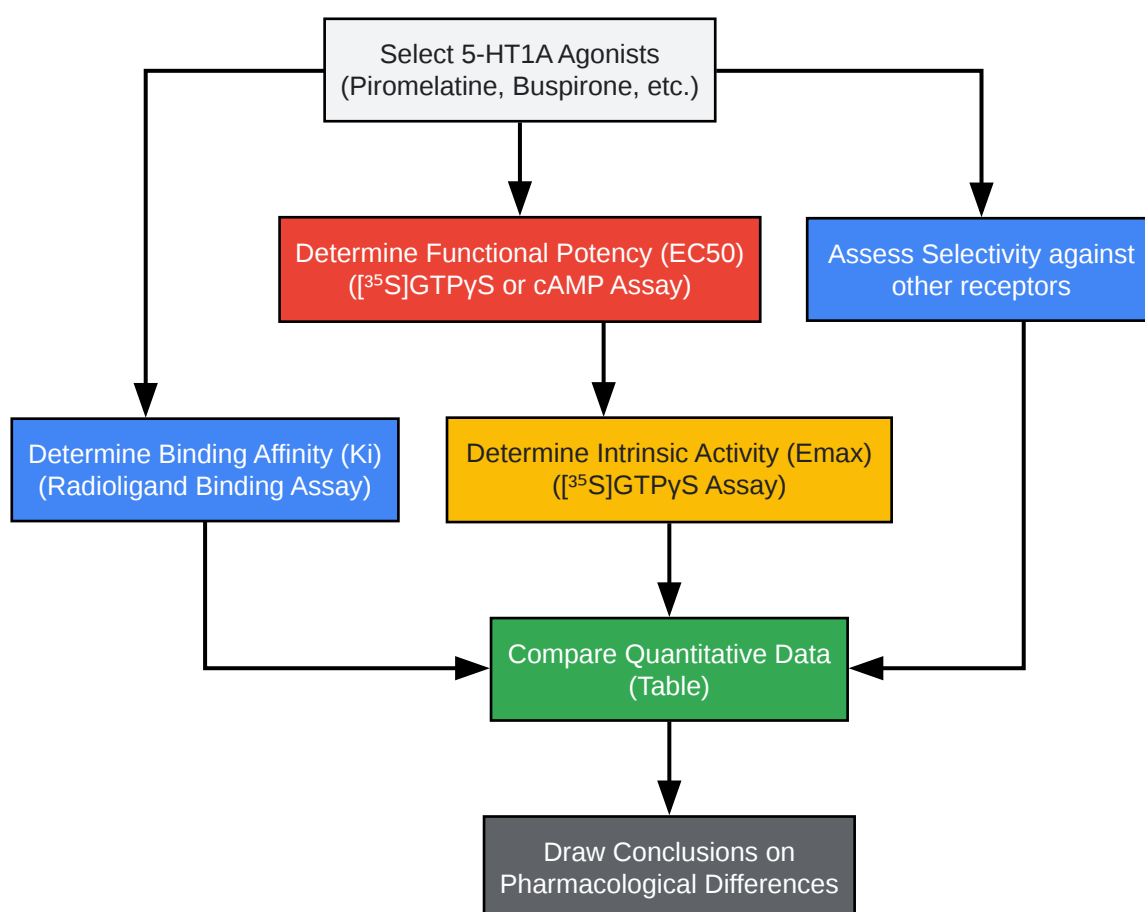 Select 5-HT1A Agonists
(Piromelatine, Buspirone, etc.)
Determine Functional Potency (EC50)
([³⁵S]GTPγS or cAMP Assay)
Assess Selectivity against
other receptors
Determine Binding Affinity (Ki)
(Radioligand Binding Assay)
Determine Intrinsic Activity (Emax)
([³⁵S]GTPγS Assay)
Compare Quantitative Data
(Table)
Draw Conclusions on
Pharmacological Differences